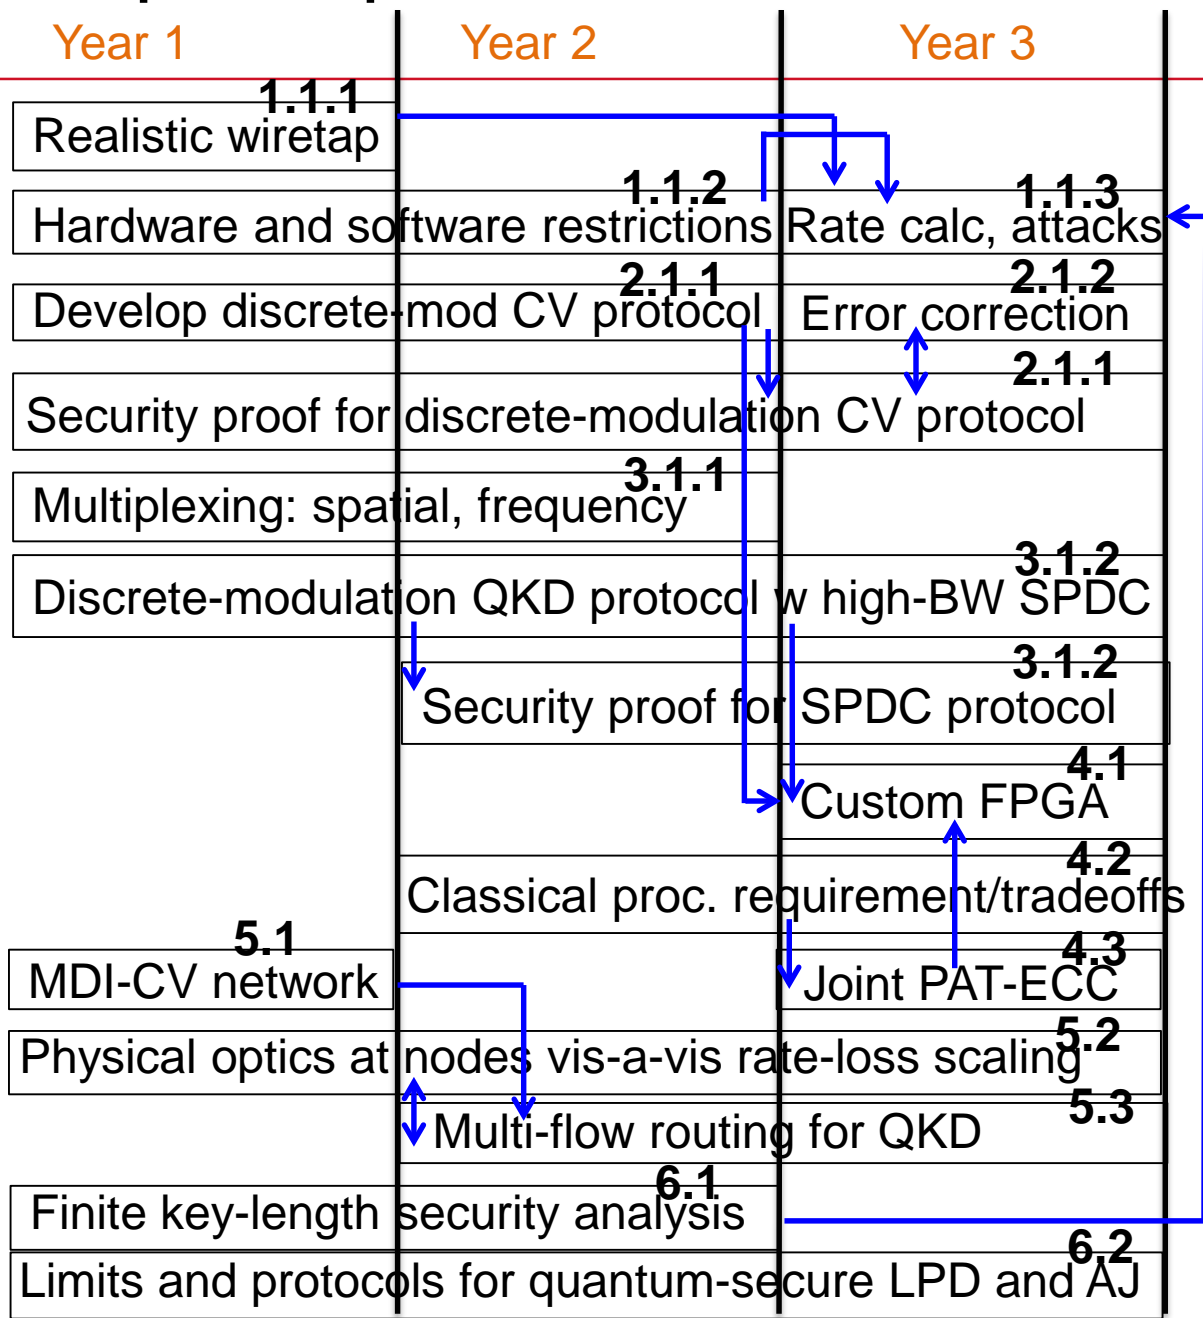 Year 1 Year 2 Year 3
1.1.1
Realistic wiretap
1.1.2 1.1.3
Hardware and software restrictions Rate calc, attacks
2.1.1 2.1.2
Develop discrete-mod CV protocol Error correction
2.1.1
Security proof for discrete-modulation CV protocol
3.1.1
Multiplexing: spatial, frequency
3.1.2
Discrete-modulation QKD protocol w high-BW SPDC
3.1.2
Security proof for SPDC protocol
4.1
Custom FPGA
4.2
Classical proc. requirement/tradeoffs
5.1 4.3
MDI-CV network Joint PAT-ECC
5.2
Physical optics at nodes vis-a-vis rate-loss scaling
5.3
Multi-flow routing for QKD
6.1
Finite key-length security analysis
6.2
Limits and protocols for quantum-secure LPD and AJ